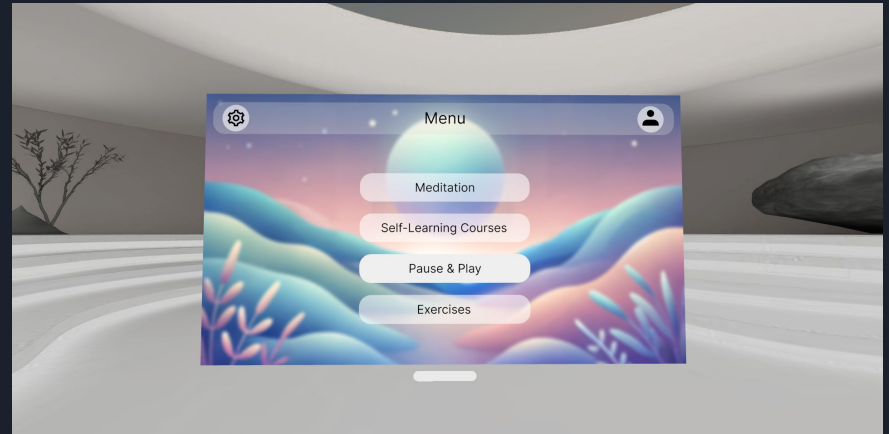 Menu
Meditation
Self-Learning Courses
Pause & Play
Exercises